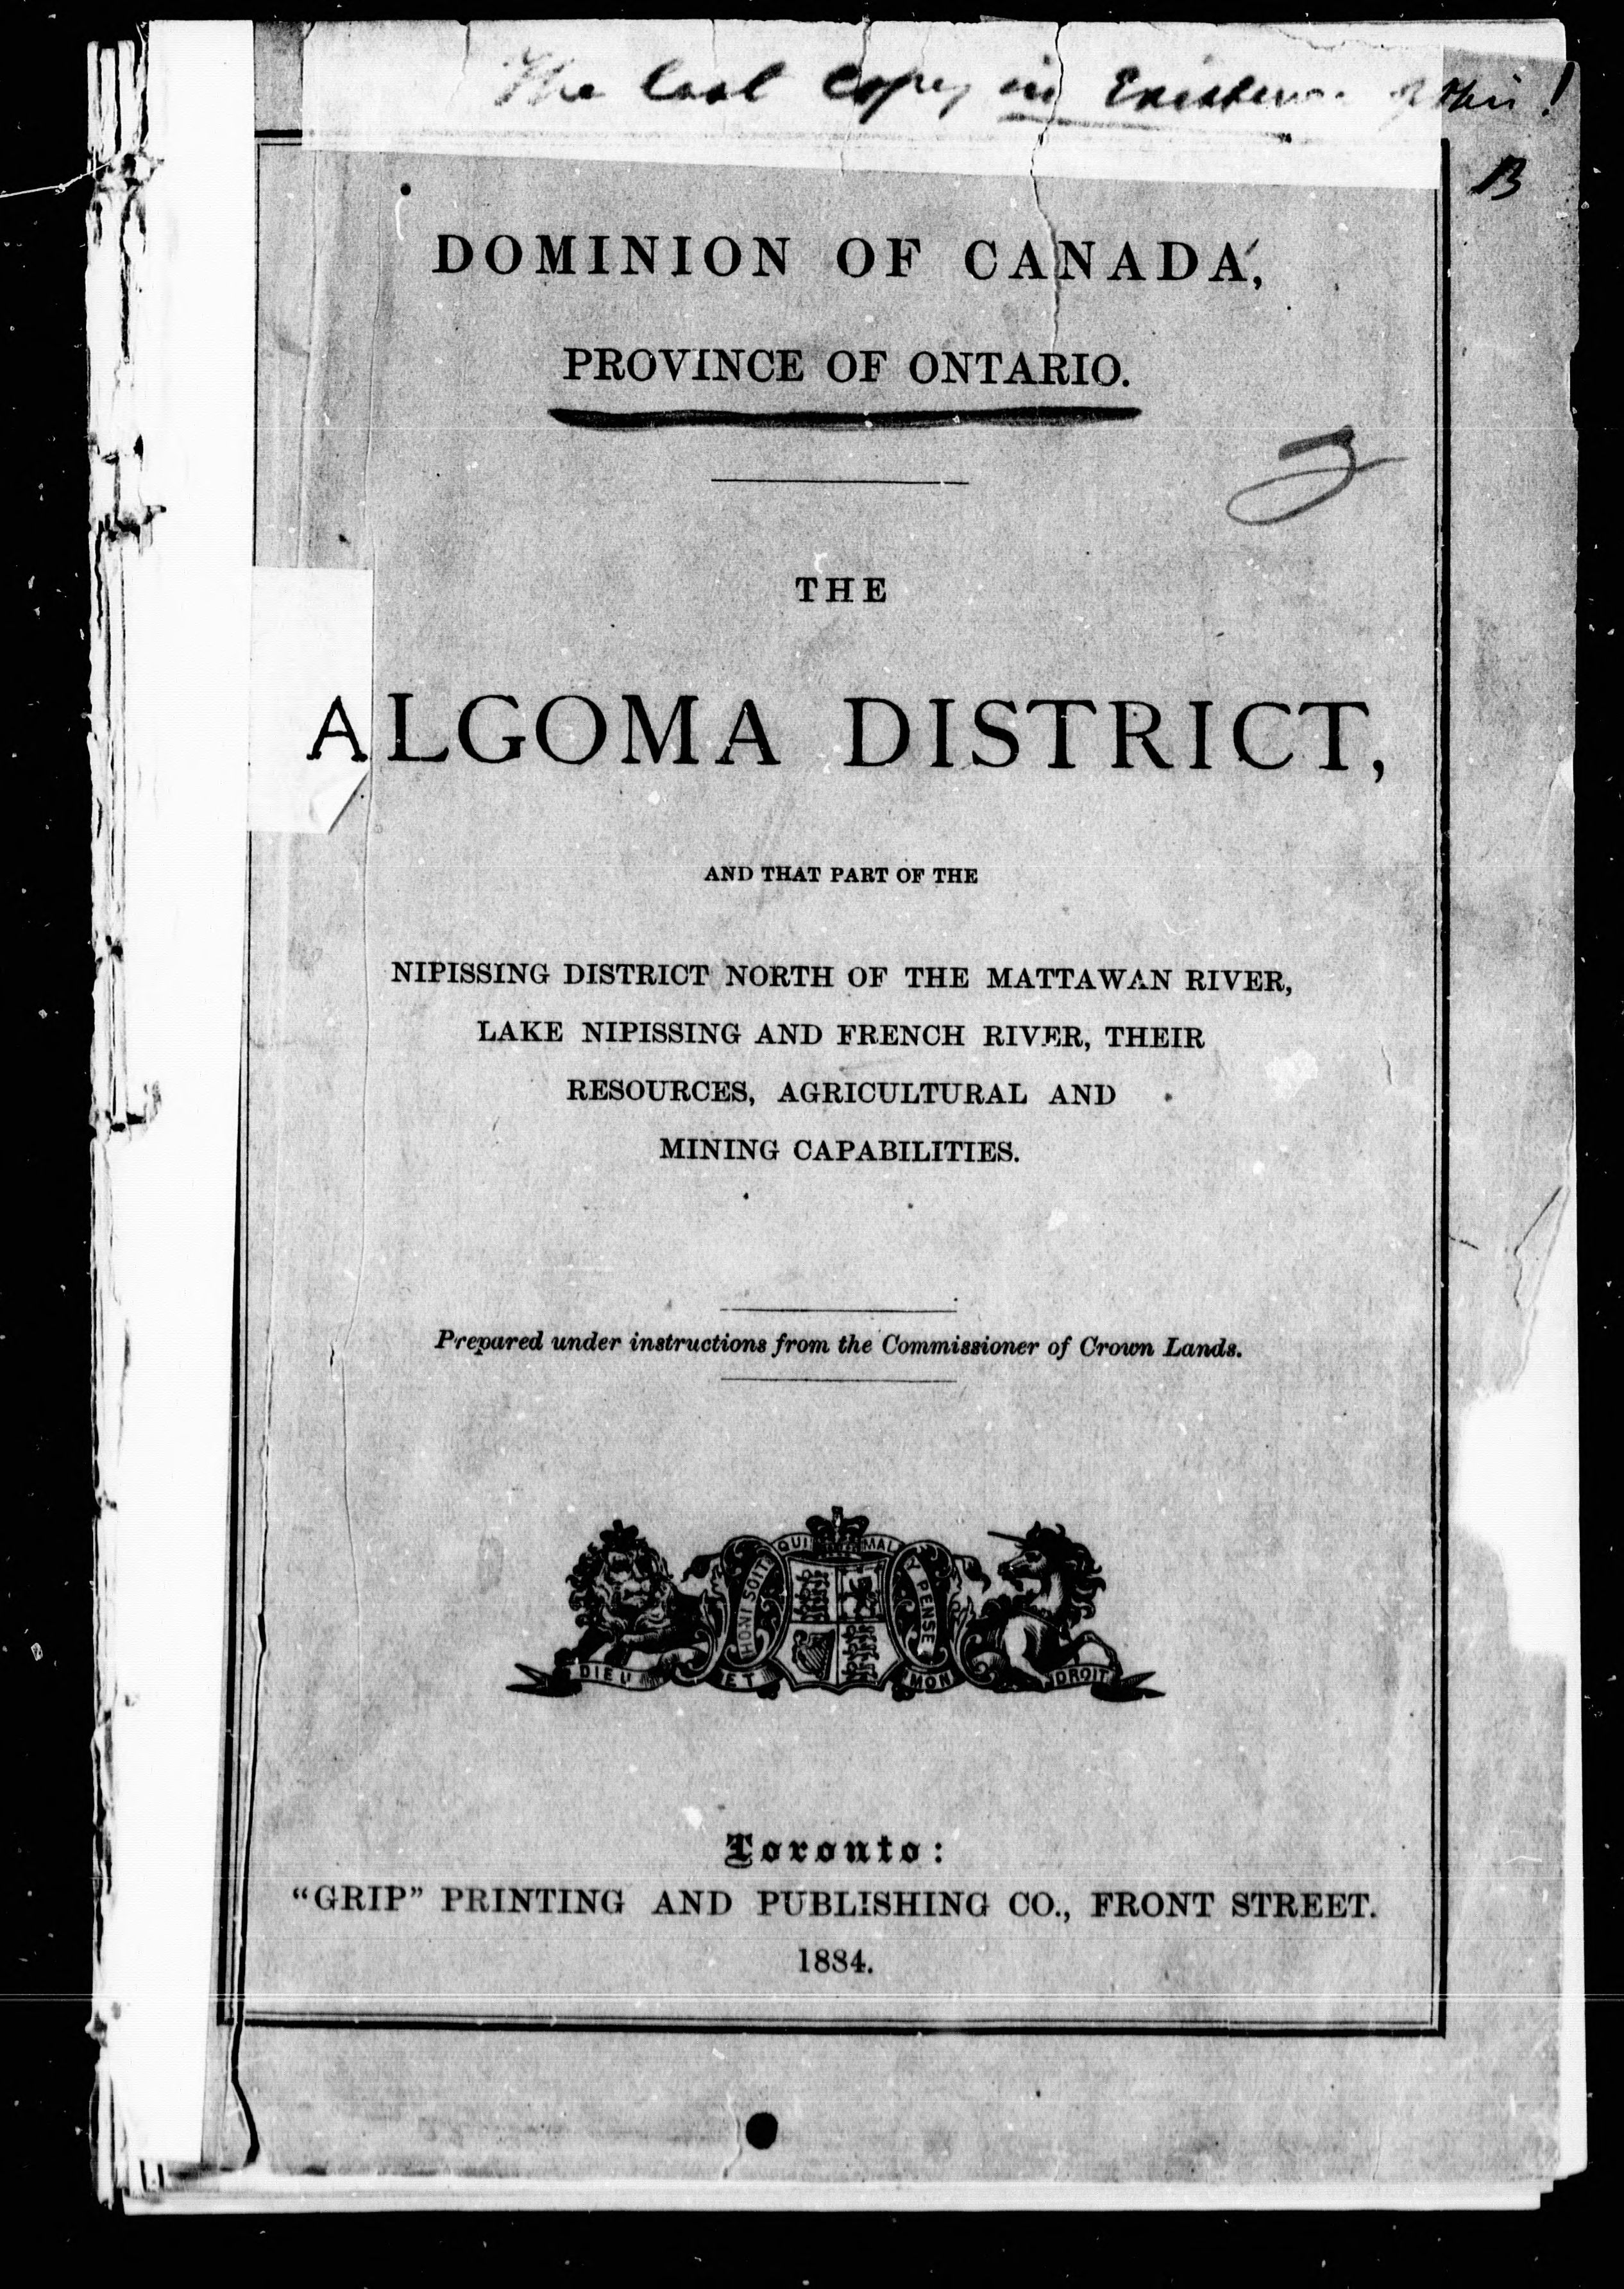 The last Copy in Existence of this!
B
DOMINION OF CANADA,
PROVINCE OF ONTARIO.
THE
ALGOMA DISTRICT,
AND THAT PART OF THE
NIPISSING DISTRICT NORTH OF THE MATTAWAN RIVER,
LAKE NIPISSING AND FRENCH RIVER, THEIR
RESOURCES, AGRICULTURAL AND
MINING CAPABILITIES.
Prepared under instructions from the Commissioner of Crown Lands.
HONI SOIT QUI MAL Y PENSE
DIEU ET MON DROIT
Toronto:
"GRIP" PRINTING AND PUBLISHING CO., FRONT STREET.
1884.